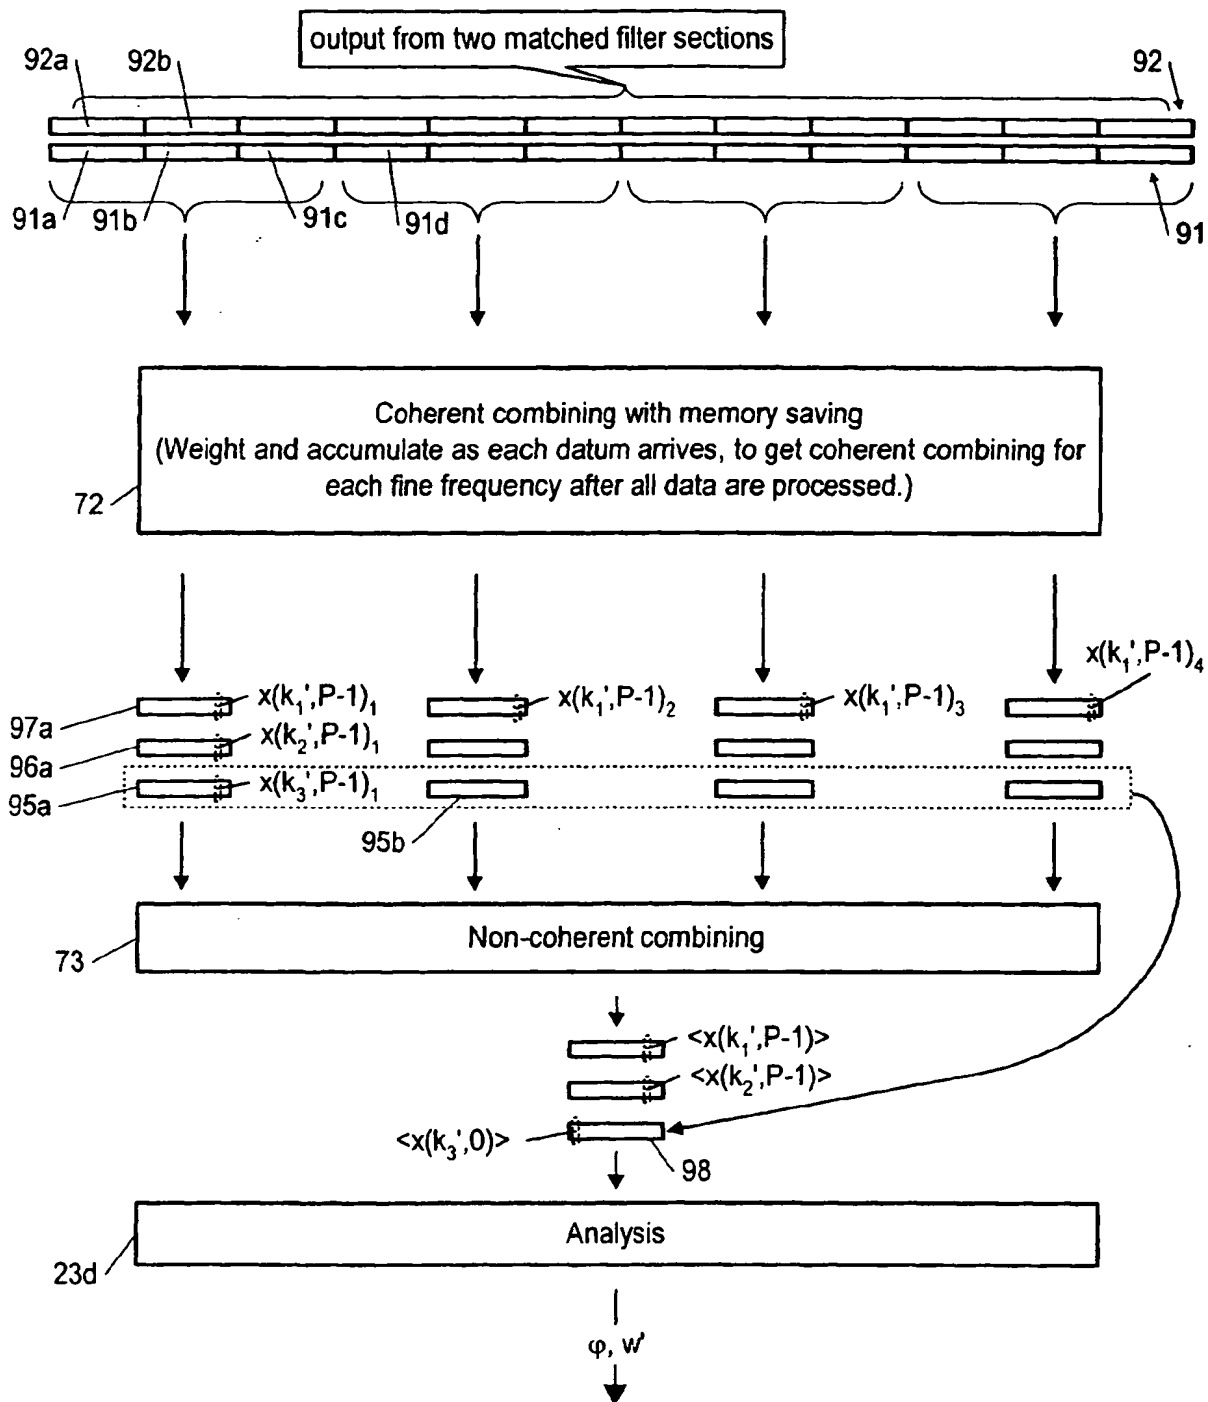 output from two matched filter sections
92a
92b
92
91a
91b
91c
91d
91
Coherent combining with memory saving
(Weight and accumulate as each datum arrives, to get coherent combining for
each fine frequency after all data are processed.)
72
x(k₁',P-1)₁
x(k₁',P-1)₂
x(k₁',P-1)₃
x(k₁',P-1)₄
97a
x(k₂',P-1)₁
96a
x(k₃',P-1)₁
95a
95b
Non-coherent combining
73
<x(k₁',P-1)>
<x(k₂',P-1)>
<x(k₃',0)>
98
Analysis
23d
φ, w'